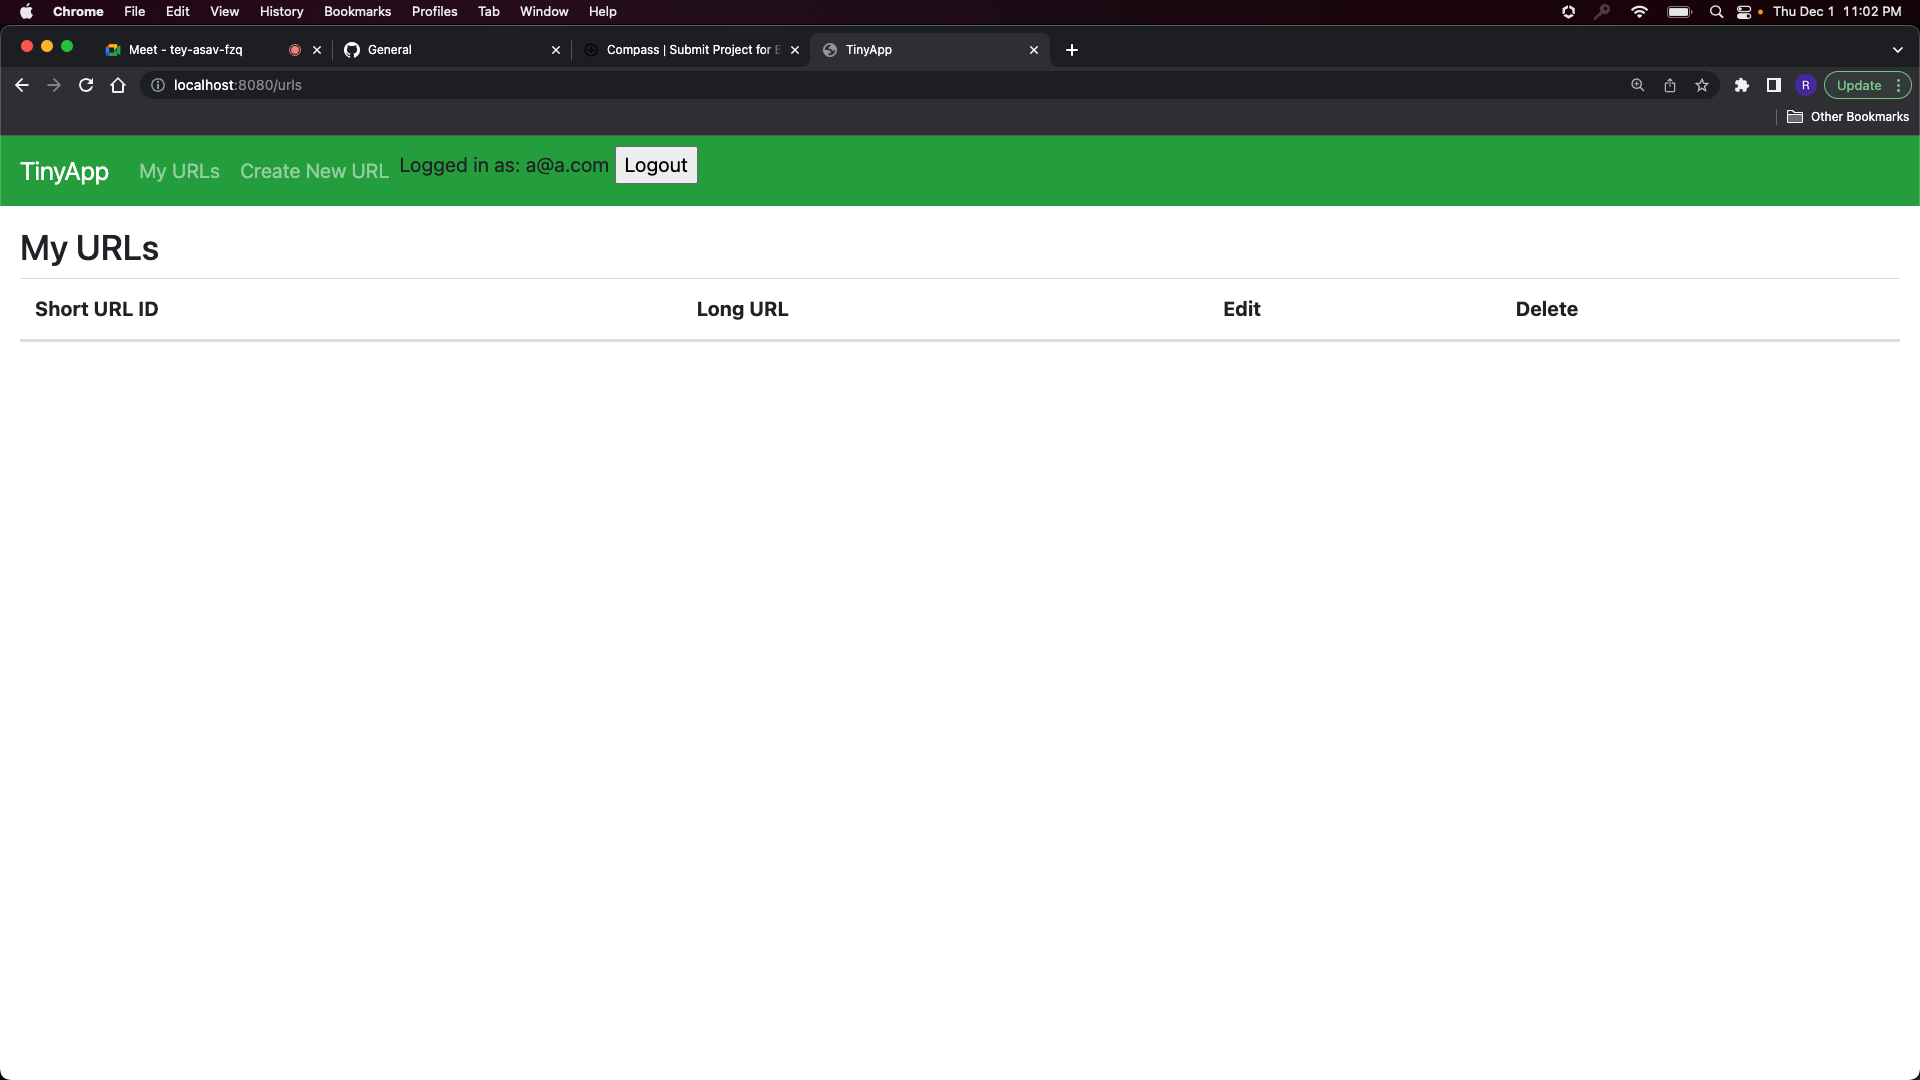 Chrome File Edit View History Bookmarks Profiles Tab Window Help Thu Dec 1 11:02 PM
Meet - tey-asav-fzq General Compass | Submit Project for E TinyApp
localhost:8080/urls R Update
Other Bookmarks
TinyApp My URLs Create New URL Logged in as: a@a.com Logout
My URLs
Short URL ID Long URL Edit Delete